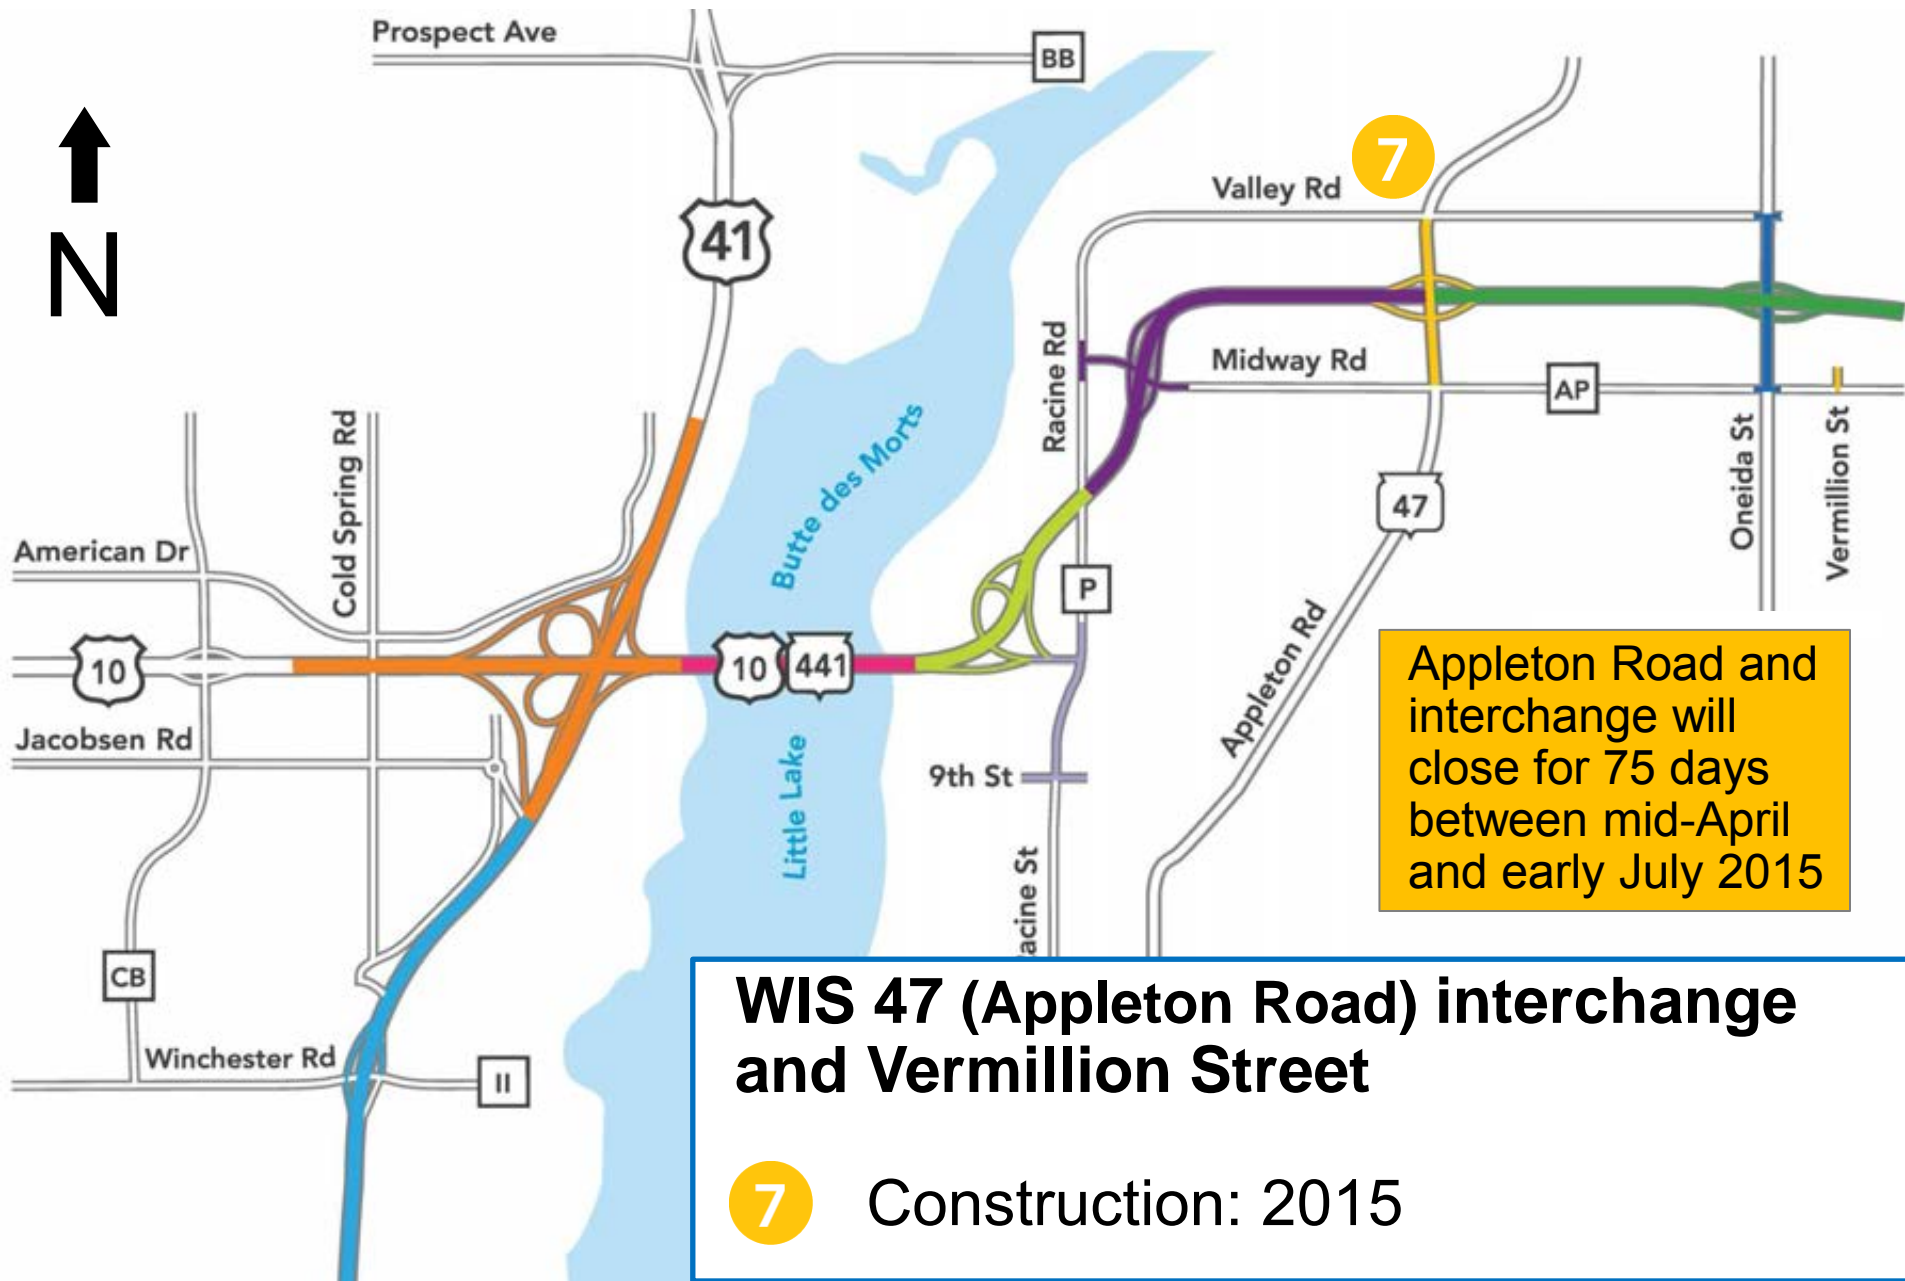 Prospect Ave
BB
N
7
Valley Rd
41
Racine Rd
Midway Rd
AP
Cold Spring Rd
Butte des Morts
47
Oneida St
Vermillion St
American Dr
P
10
10
441
Appleton Rd
Appleton Road and
interchange will
close for 75 days
between mid-April
and early July 2015
Jacobsen Rd
9th St
Little Lake
acine St
CB
Winchester Rd
II
WIS 47 (Appleton Road) interchange
and Vermillion Street
7 Construction: 2015